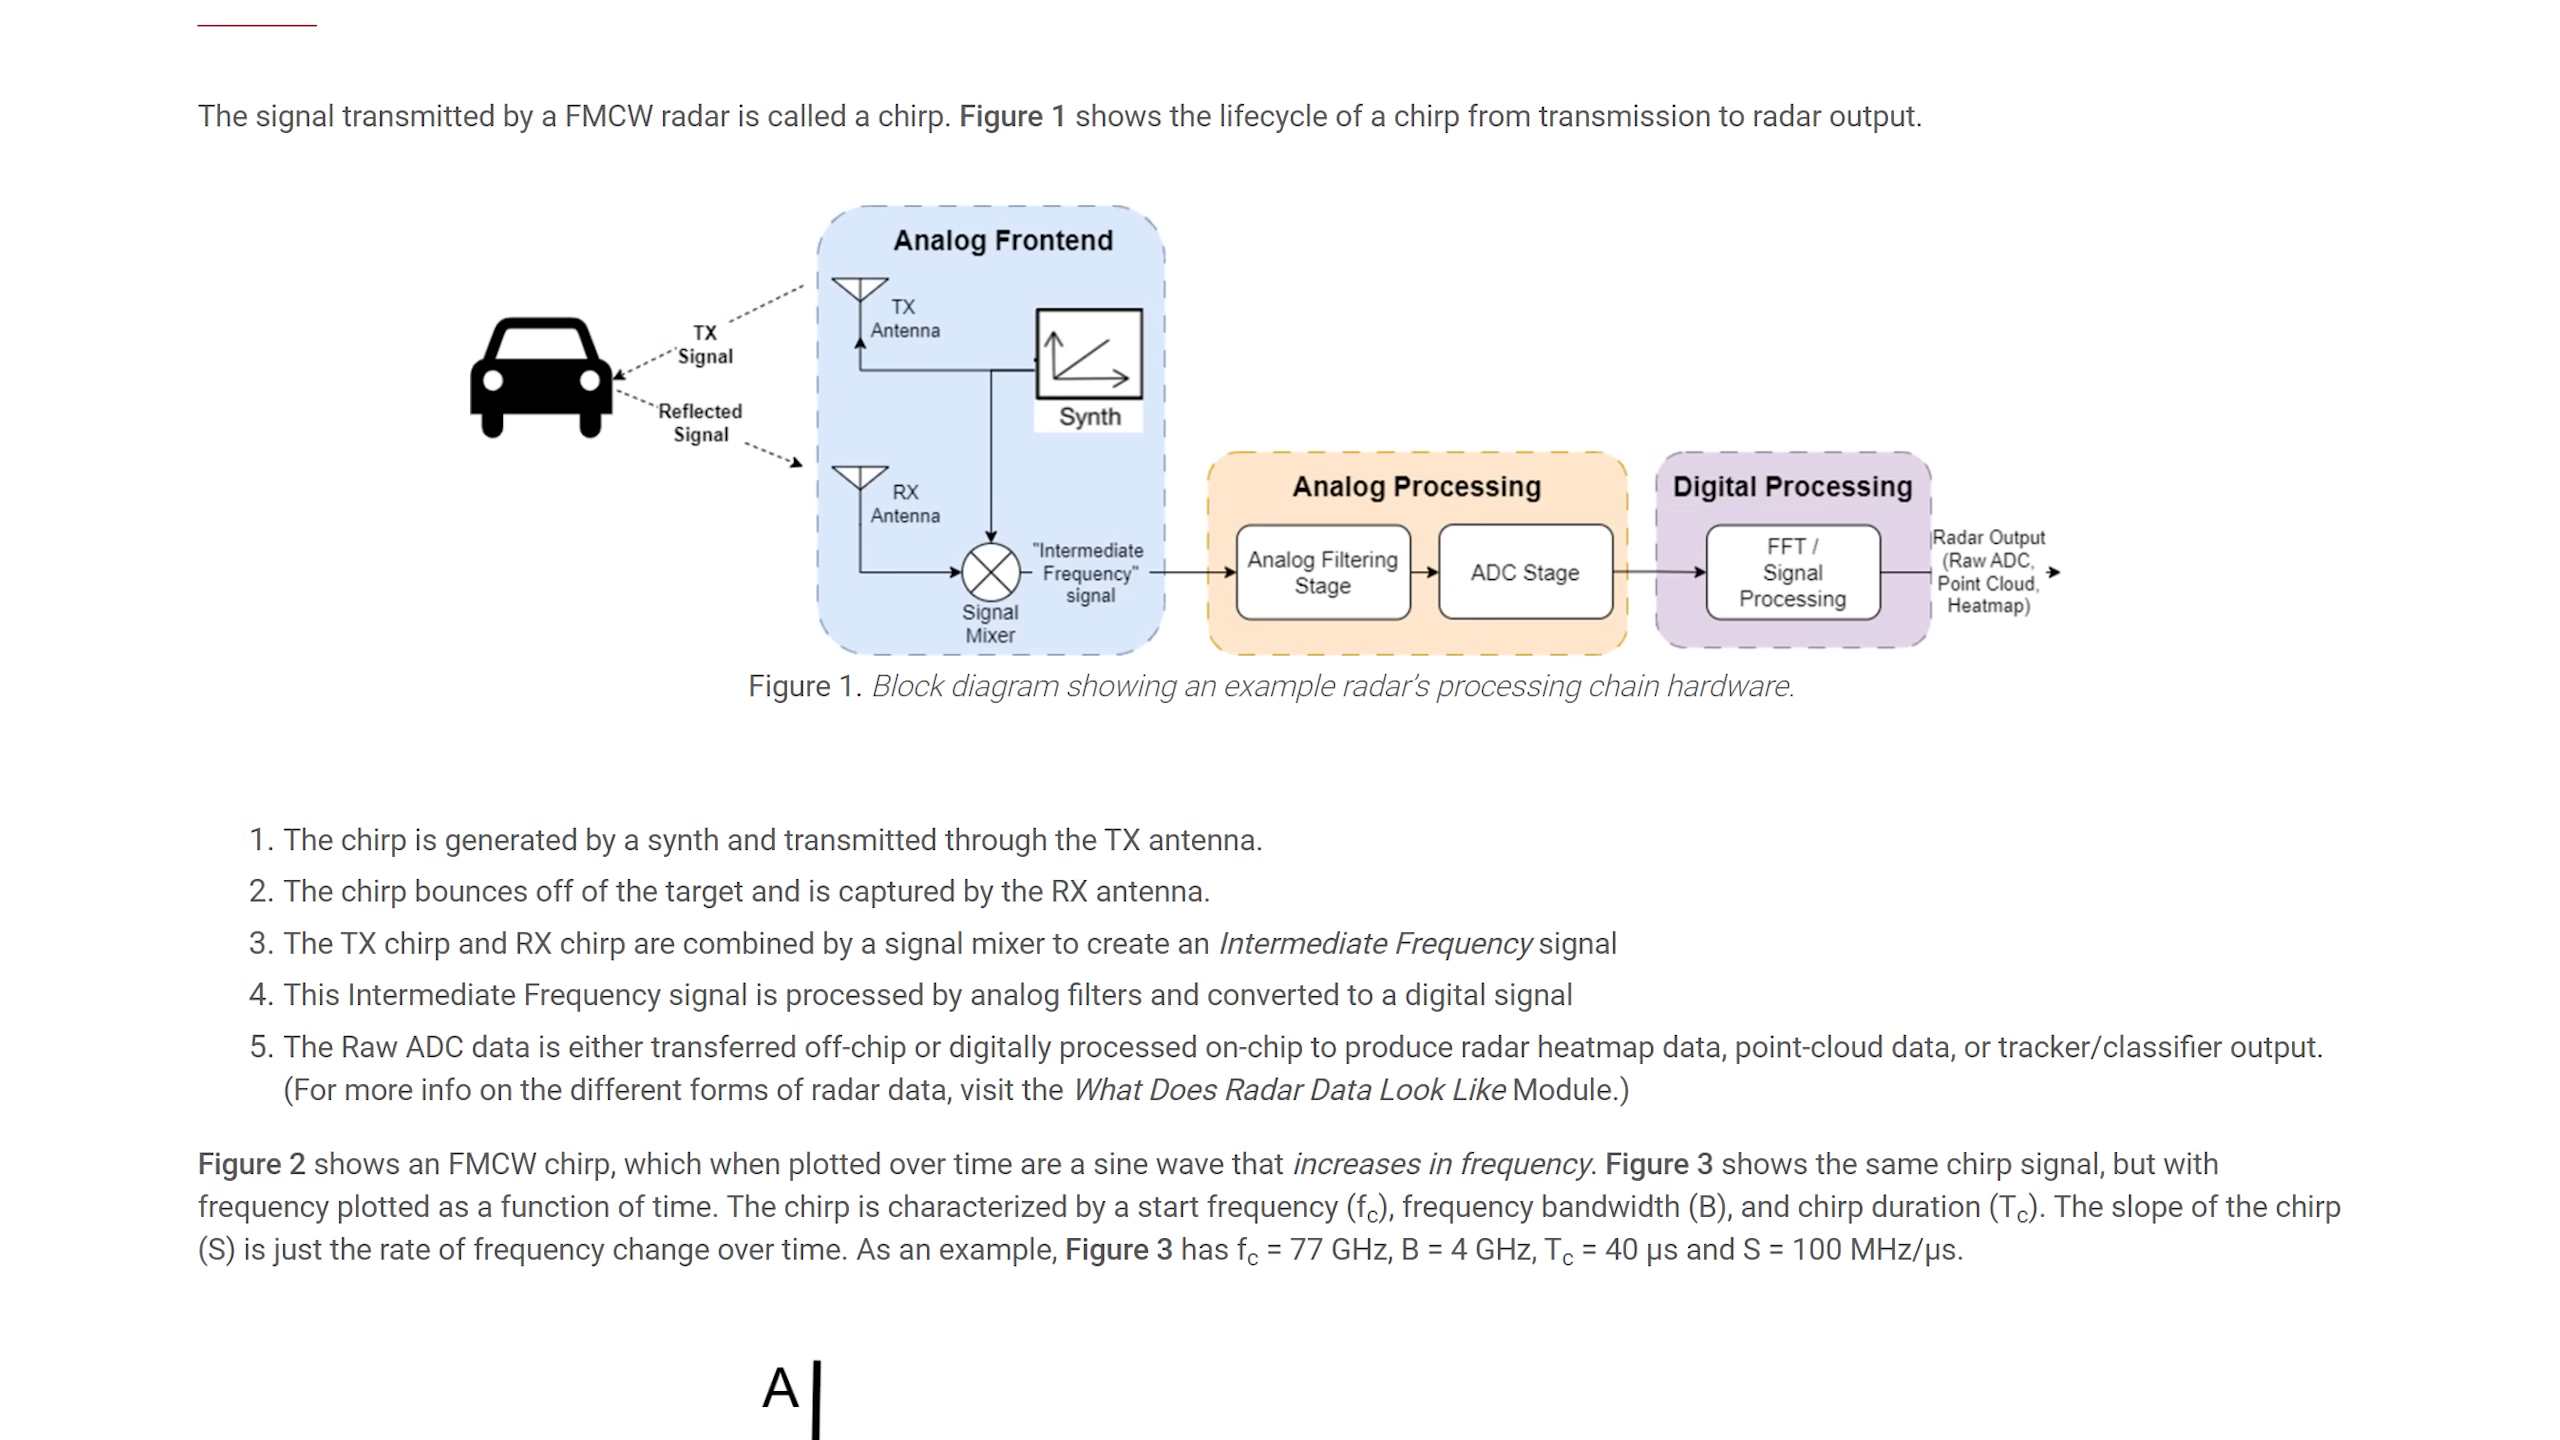 The signal transmitted by a FMCW radar is called a chirp. Figure 1 shows the lifecycle of a chirp from transmission to radar output.
Analog Frontend
TX
Antenna
TX
Signal
Reflected
Signal
Synth
RX
Antenna
"Intermediate
Frequency"
signal
Signal
Mixer
Analog Processing
Analog Filtering
Stage
ADC Stage
Digital Processing
FFT /
Signal
Processing
Radar Output
(Raw ADC,
Point Cloud,
Heatmap)
Figure 1. Block diagram showing an example radar's processing chain hardware.
1. The chirp is generated by a synth and transmitted through the TX antenna.
2. The chirp bounces off of the target and is captured by the RX antenna.
3. The TX chirp and RX chirp are combined by a signal mixer to create an Intermediate Frequency signal
4. This Intermediate Frequency signal is processed by analog filters and converted to a digital signal
5. The Raw ADC data is either transferred off-chip or digitally processed on-chip to produce radar heatmap data, point-cloud data, or tracker/classifier output.
(For more info on the different forms of radar data, visit the What Does Radar Data Look Like Module.)
Figure 2 shows an FMCW chirp, which when plotted over time are a sine wave that increases in frequency. Figure 3 shows the same chirp signal, but with
frequency plotted as a function of time. The chirp is characterized by a start frequency (fc), frequency bandwidth (B), and chirp duration (Tc). The slope of the chirp
(S) is just the rate of frequency change over time. As an example, Figure 3 has fc = 77 GHz, B = 4 GHz, Tc = 40 μs and S = 100 MHz/μs.
A